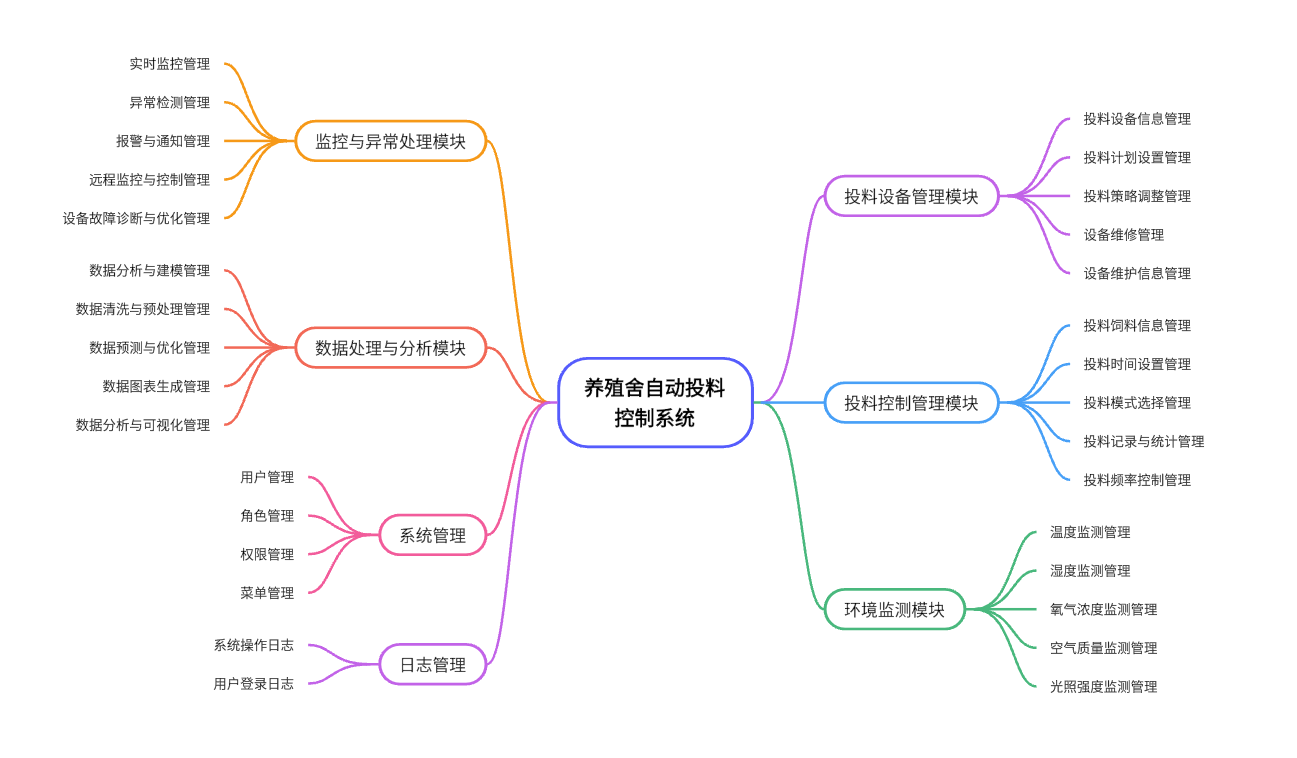 养殖舍自动投料
控制系统
监控与异常处理模块
实时监控管理
异常检测管理
报警与通知管理
远程监控与控制管理
设备故障诊断与优化管理
数据处理与分析模块
数据分析与建模管理
数据清洗与预处理管理
数据预测与优化管理
数据图表生成管理
数据分析与可视化管理
系统管理
用户管理
角色管理
权限管理
菜单管理
日志管理
系统操作日志
用户登录日志
投料设备管理模块
投料设备信息管理
投料计划设置管理
投料策略调整管理
设备维修管理
设备维护信息管理
投料控制管理模块
投料饲料信息管理
投料时间设置管理
投料模式选择管理
投料记录与统计管理
投料频率控制管理
环境监测模块
温度监测管理
湿度监测管理
氧气浓度监测管理
空气质量监测管理
光照强度监测管理